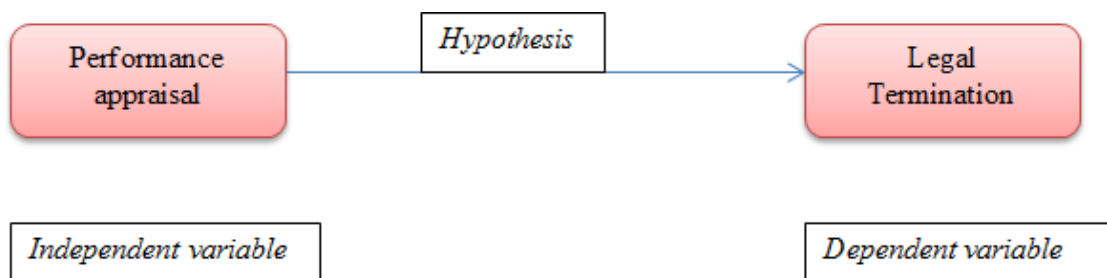 Hypothesis
Performance
appraisal
Legal
Termination
Independent variable
Dependent variable